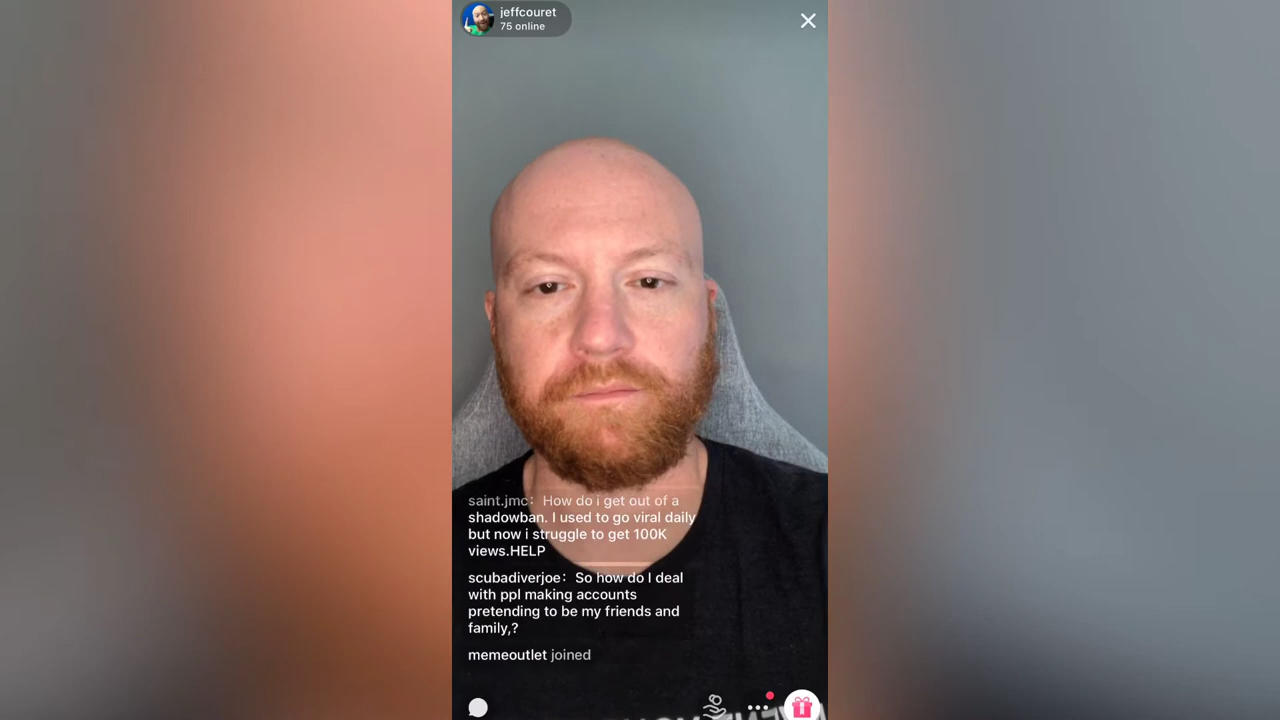 jeffcouret
75 online
saint.jmc: How do i get out of a
shadowban. I used to go viral daily
but now i struggle to get 100K
views.HELP
scubadiverjoe: So how do I deal
with ppl making accounts
pretending to be my friends and
family,?
memeoutlet joined